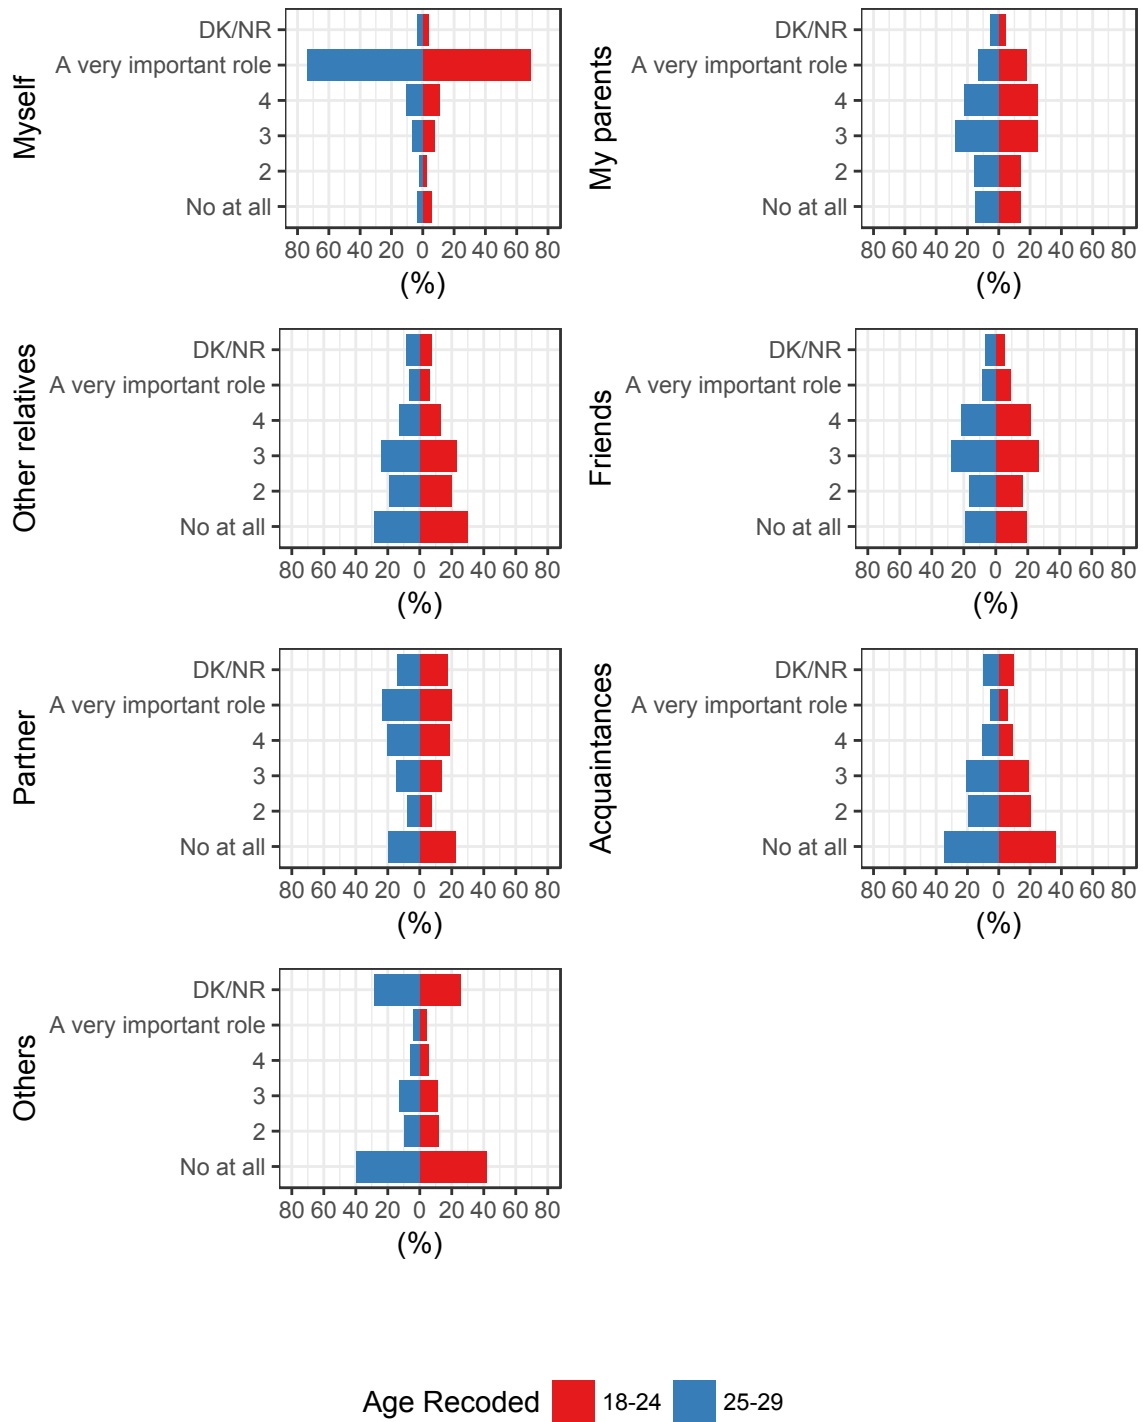 Myself
DK/NR
A very important role
4
3
2
No at all
80 60 40 20 0 20 40 60 80
(%)
My parents
DK/NR
A very important role
4
3
2
No at all
80 60 40 20 0 20 40 60 80
(%)
Other relatives
DK/NR
A very important role
4
3
2
No at all
80 60 40 20 0 20 40 60 80
(%)
Friends
DK/NR
A very important role
4
3
2
No at all
80 60 40 20 0 20 40 60 80
(%)
Partner
DK/NR
A very important role
4
3
2
No at all
80 60 40 20 0 20 40 60 80
(%)
Acquaintances
DK/NR
A very important role
4
3
2
No at all
80 60 40 20 0 20 40 60 80
(%)
Others
DK/NR
A very important role
4
3
2
No at all
80 60 40 20 0 20 40 60 80
(%)
Age Recoded 18-24 25-29